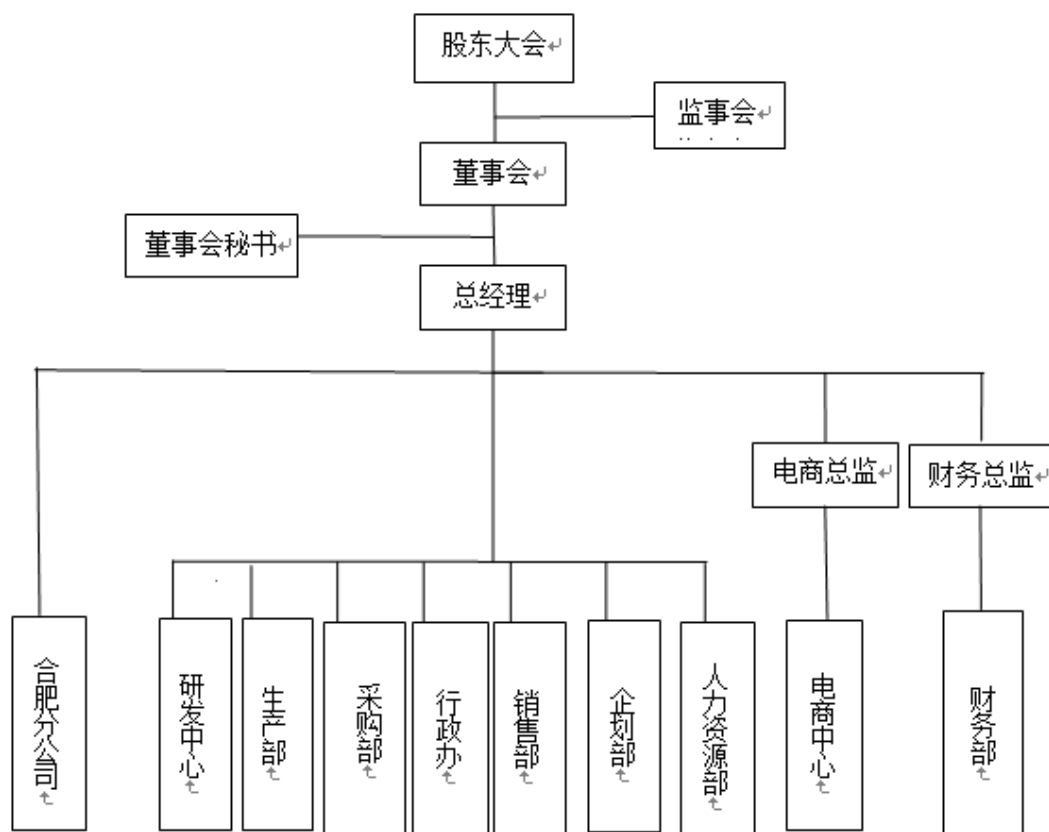 股东大会
监事会
董事会
董事会秘书
总经理
电商总监
财务总监
合肥分公司
研发中心
生产部
采购部
行政办
销售部
企划部
人力资源部
电商中心
财务部